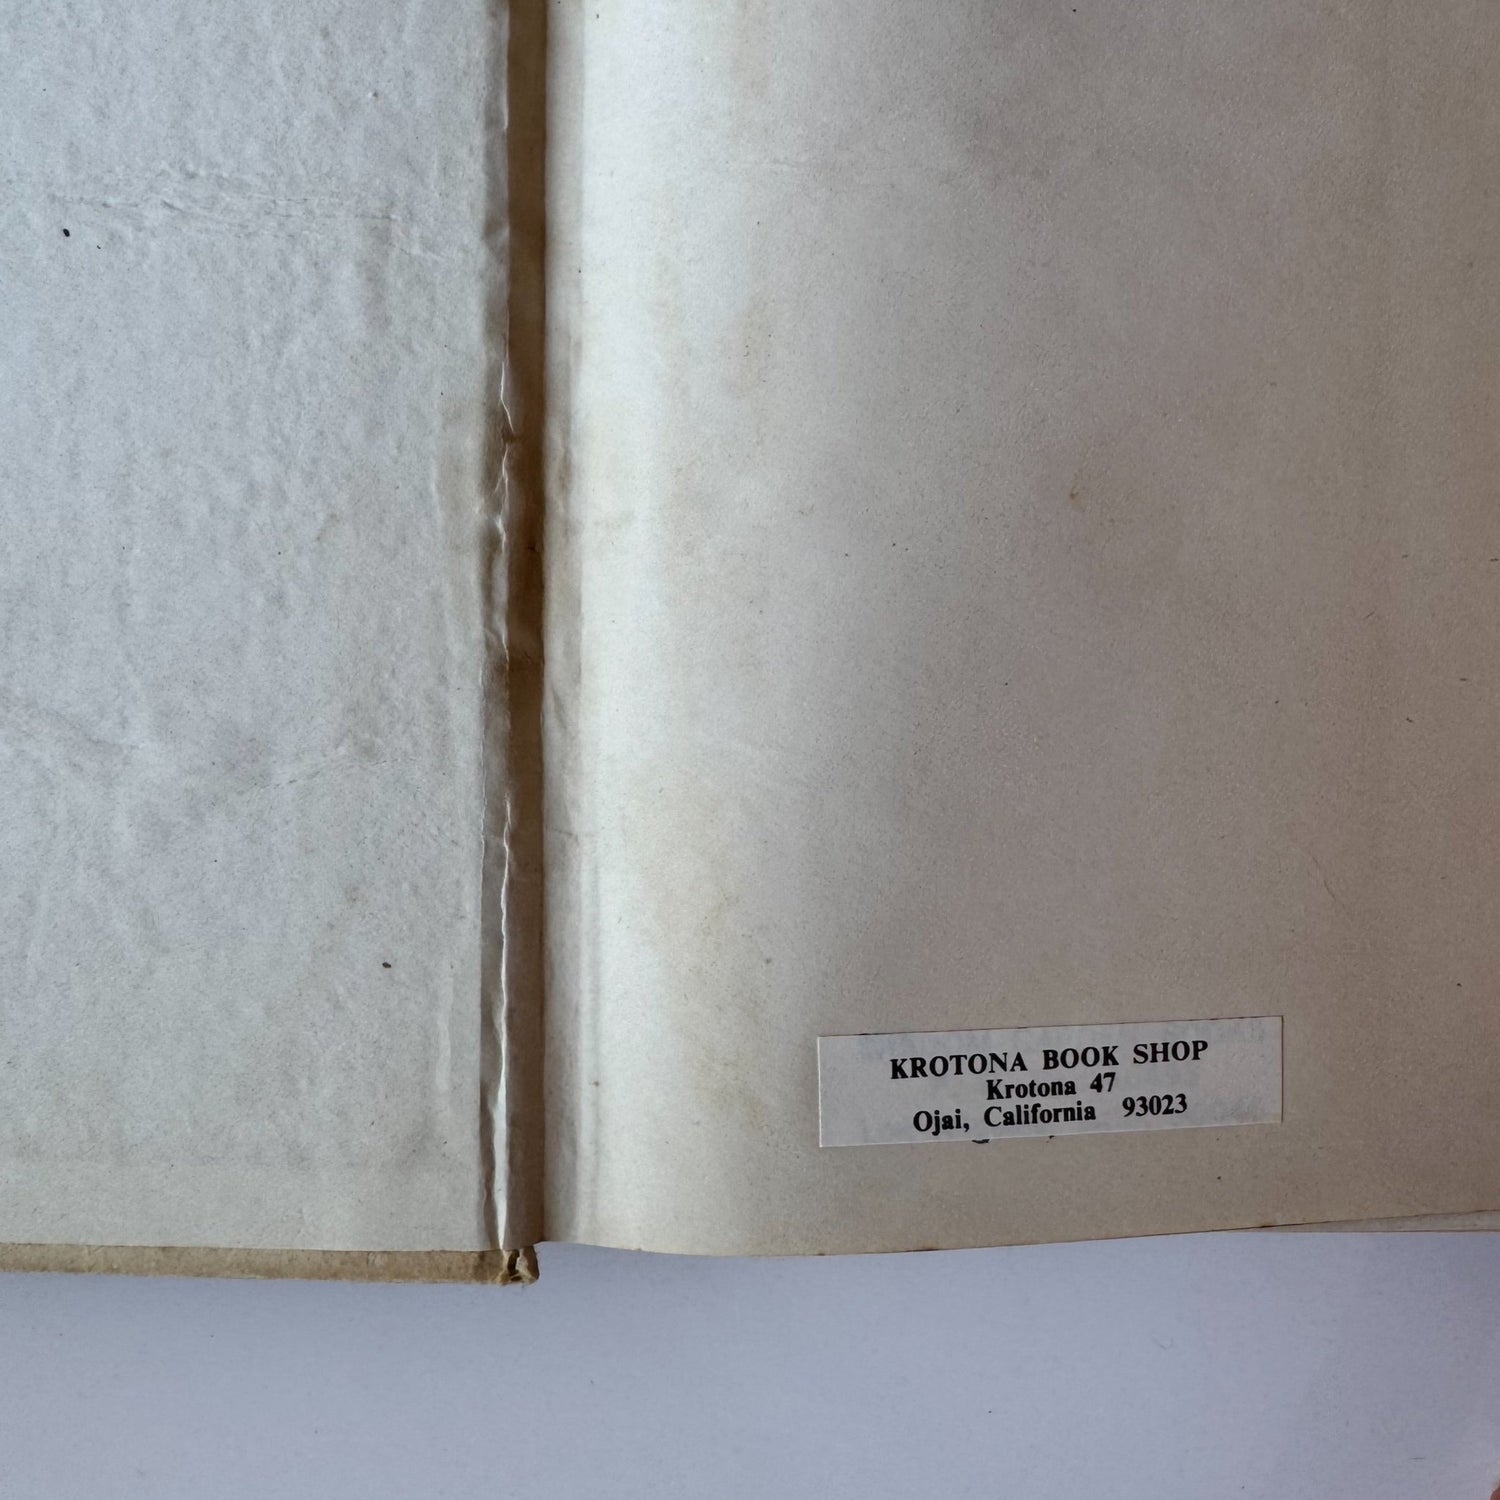 KROTONA BOOK SHOP
Krotona 47
Ojai, California 93023